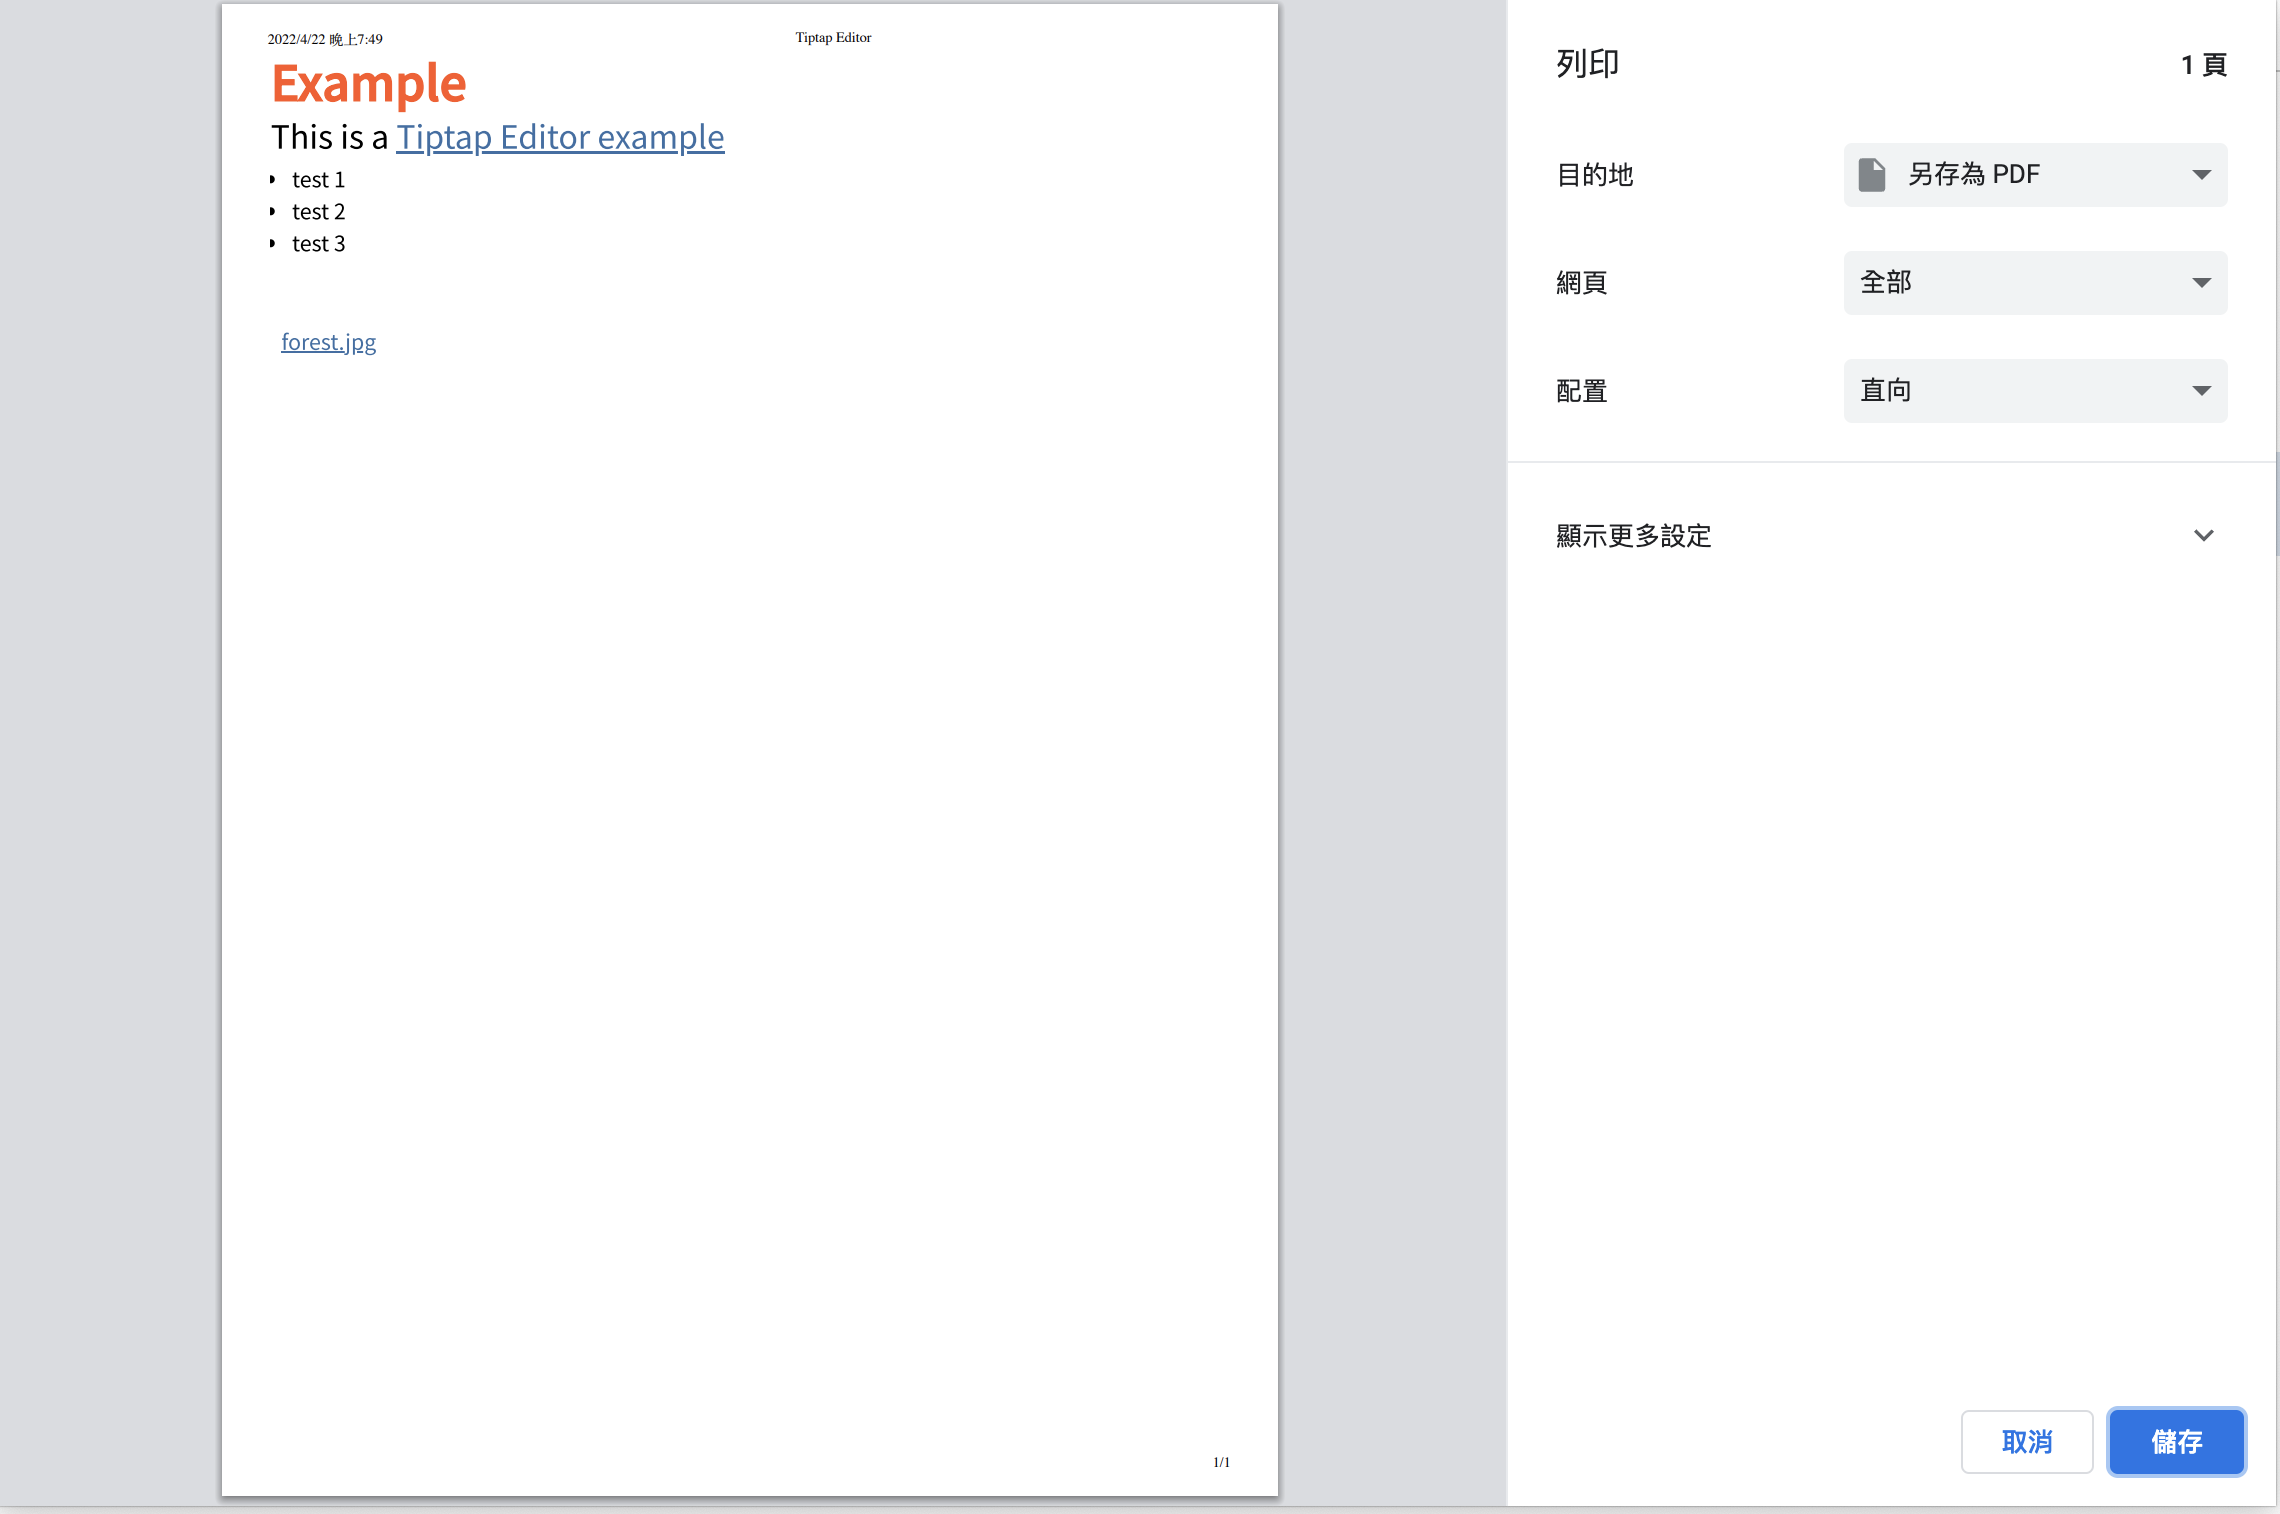 2022/4/22 晚上7:49
Tiptap Editor
Example
This is a Tiptap Editor example
test 1
test 2
test 3
forest.jpg
1/1
列印
1 頁
目的地
另存為 PDF
網頁
全部
配置
直向
顯示更多設定
取消
儲存